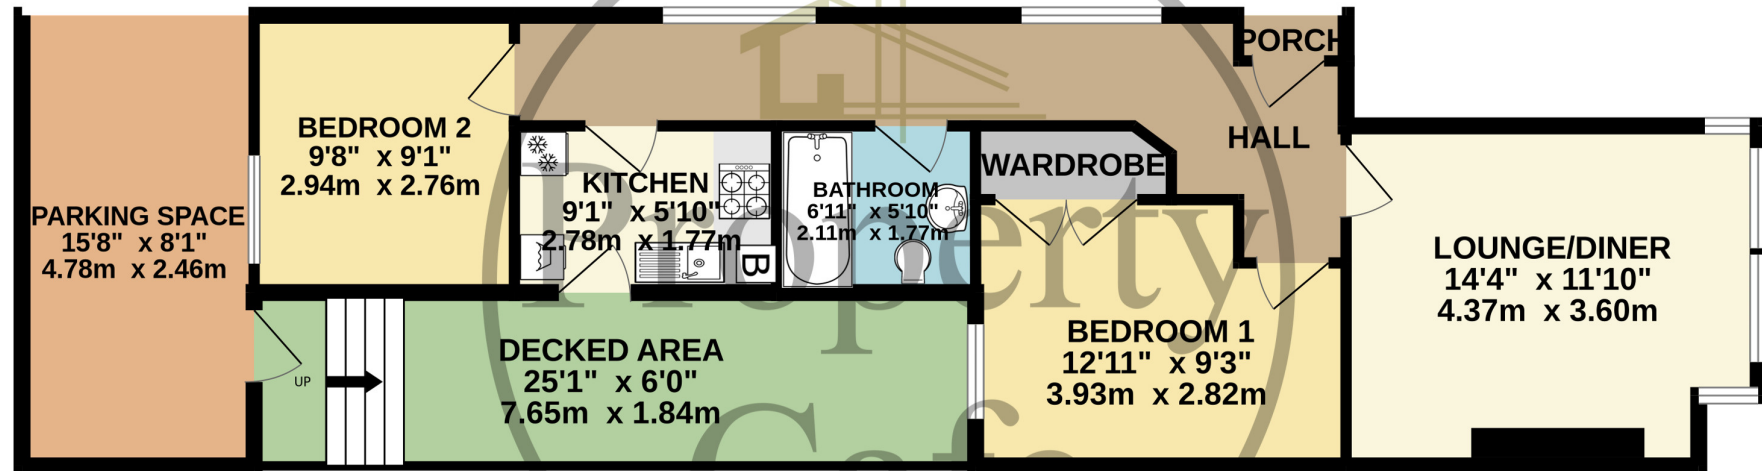 PORCH
BEDROOM 2
9'8" x 9'1"
2.94m x 2.76m
HALL
WARDROBE
KITCHEN
9'1" x 5'10"
2.78m x 1.77m
BATHROOM
6'11" x 5'10"
2.11m x 1.77m
PARKING SPACE
15'8" x 8'1"
4.78m x 2.46m
B
Property
LOUNGE/DINER
14'4" x 11'10"
4.37m x 3.60m
BEDROOM 1
12'11" x 9'3"
3.93m x 2.82m
DECKED AREA
25'1" x 6'0"
7.65m x 1.84m
UP
Cafe